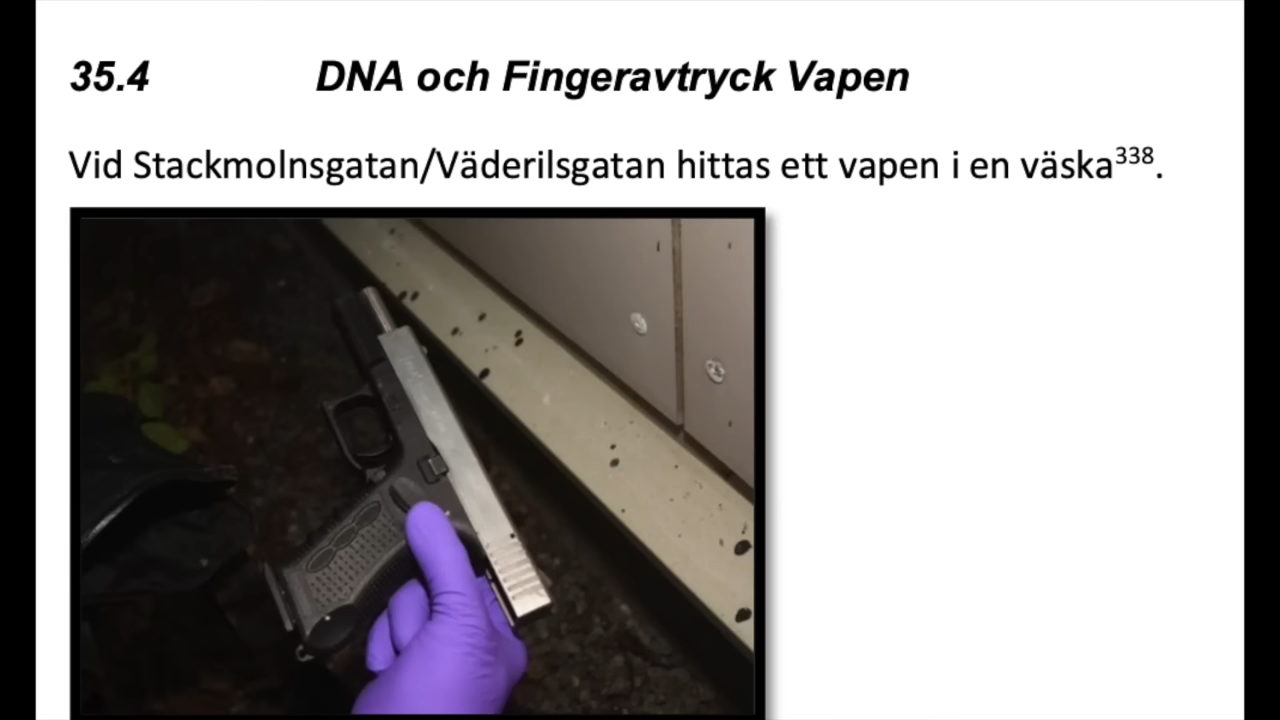 35.4 DNA och Fingeravtryck Vapen
Vid Stackmolnsgatan/Väderilsgatan hittas ett vapen i en väska338.